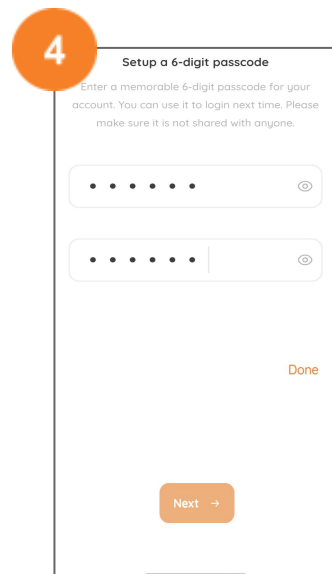 4
Setup a 6-digit passcode
Enter a memorable 6-digit passcode for your
account. You can use it to login next time. Please
make sure it is not shared with anyone.
Done
Next →